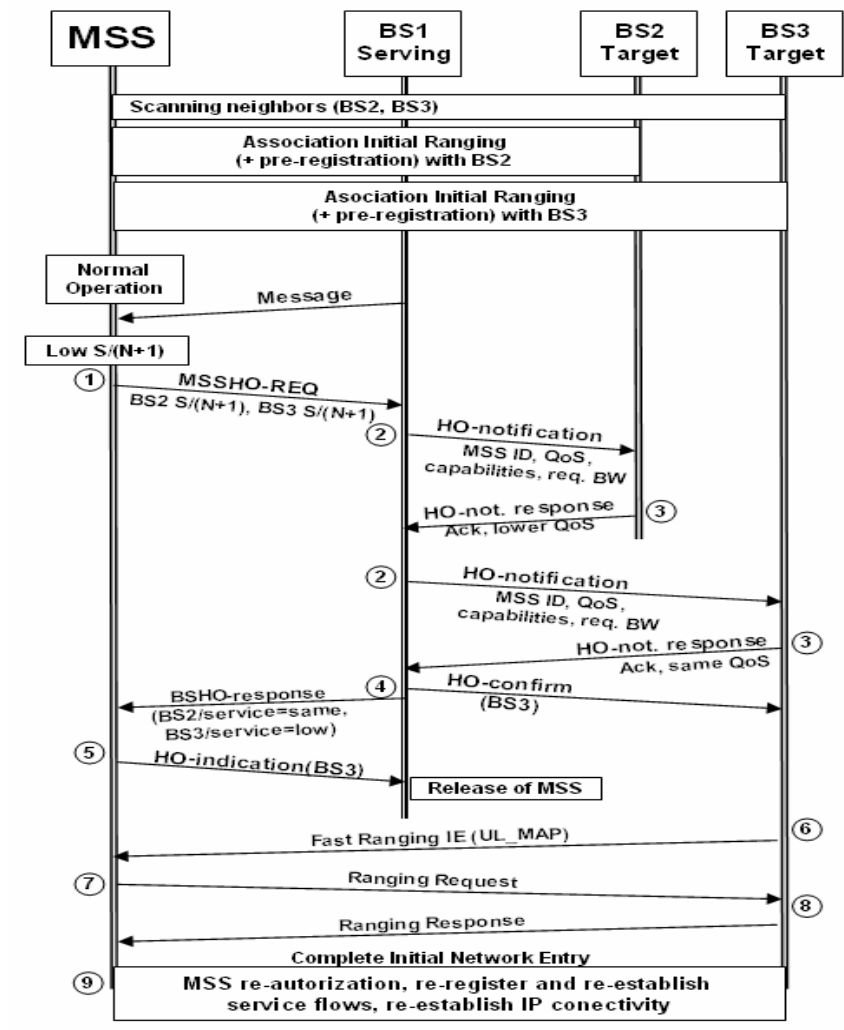 MSS
BS1
Serving
BS2
Target
BS3
Target
Scanning neighbors (BS2, BS3)
Association Initial Ranging
(+ pre-registration) with BS2
Asociation Initial Ranging
(+ pre-registration) with BS3
Normal
Operation
Message
Low S/(N+1)
1
MSSHO-REQ
BS2 S/(N+1), BS3 S/(N+1)
2
HO-notification
MSS ID, QoS,
capabilities, req. BW
HO-not. response
Ack, lower QoS
3
2
HO-notification
MSS ID, QoS,
capabilities, req. BW
HO-not. response
Ack, same QoS
3
4
BSHO-response
(BS2/service=same,
BS3/service=low)
HO-confirm
(BS3)
5
HO-indication(BS3)
Release of MSS
6
Fast Ranging IE (UL_MAP)
7
Ranging Request
8
Ranging Response
Complete Initial Network Entry
9
MSS re-autorization, re-register and re-establish
service flows, re-establish IP conectivity